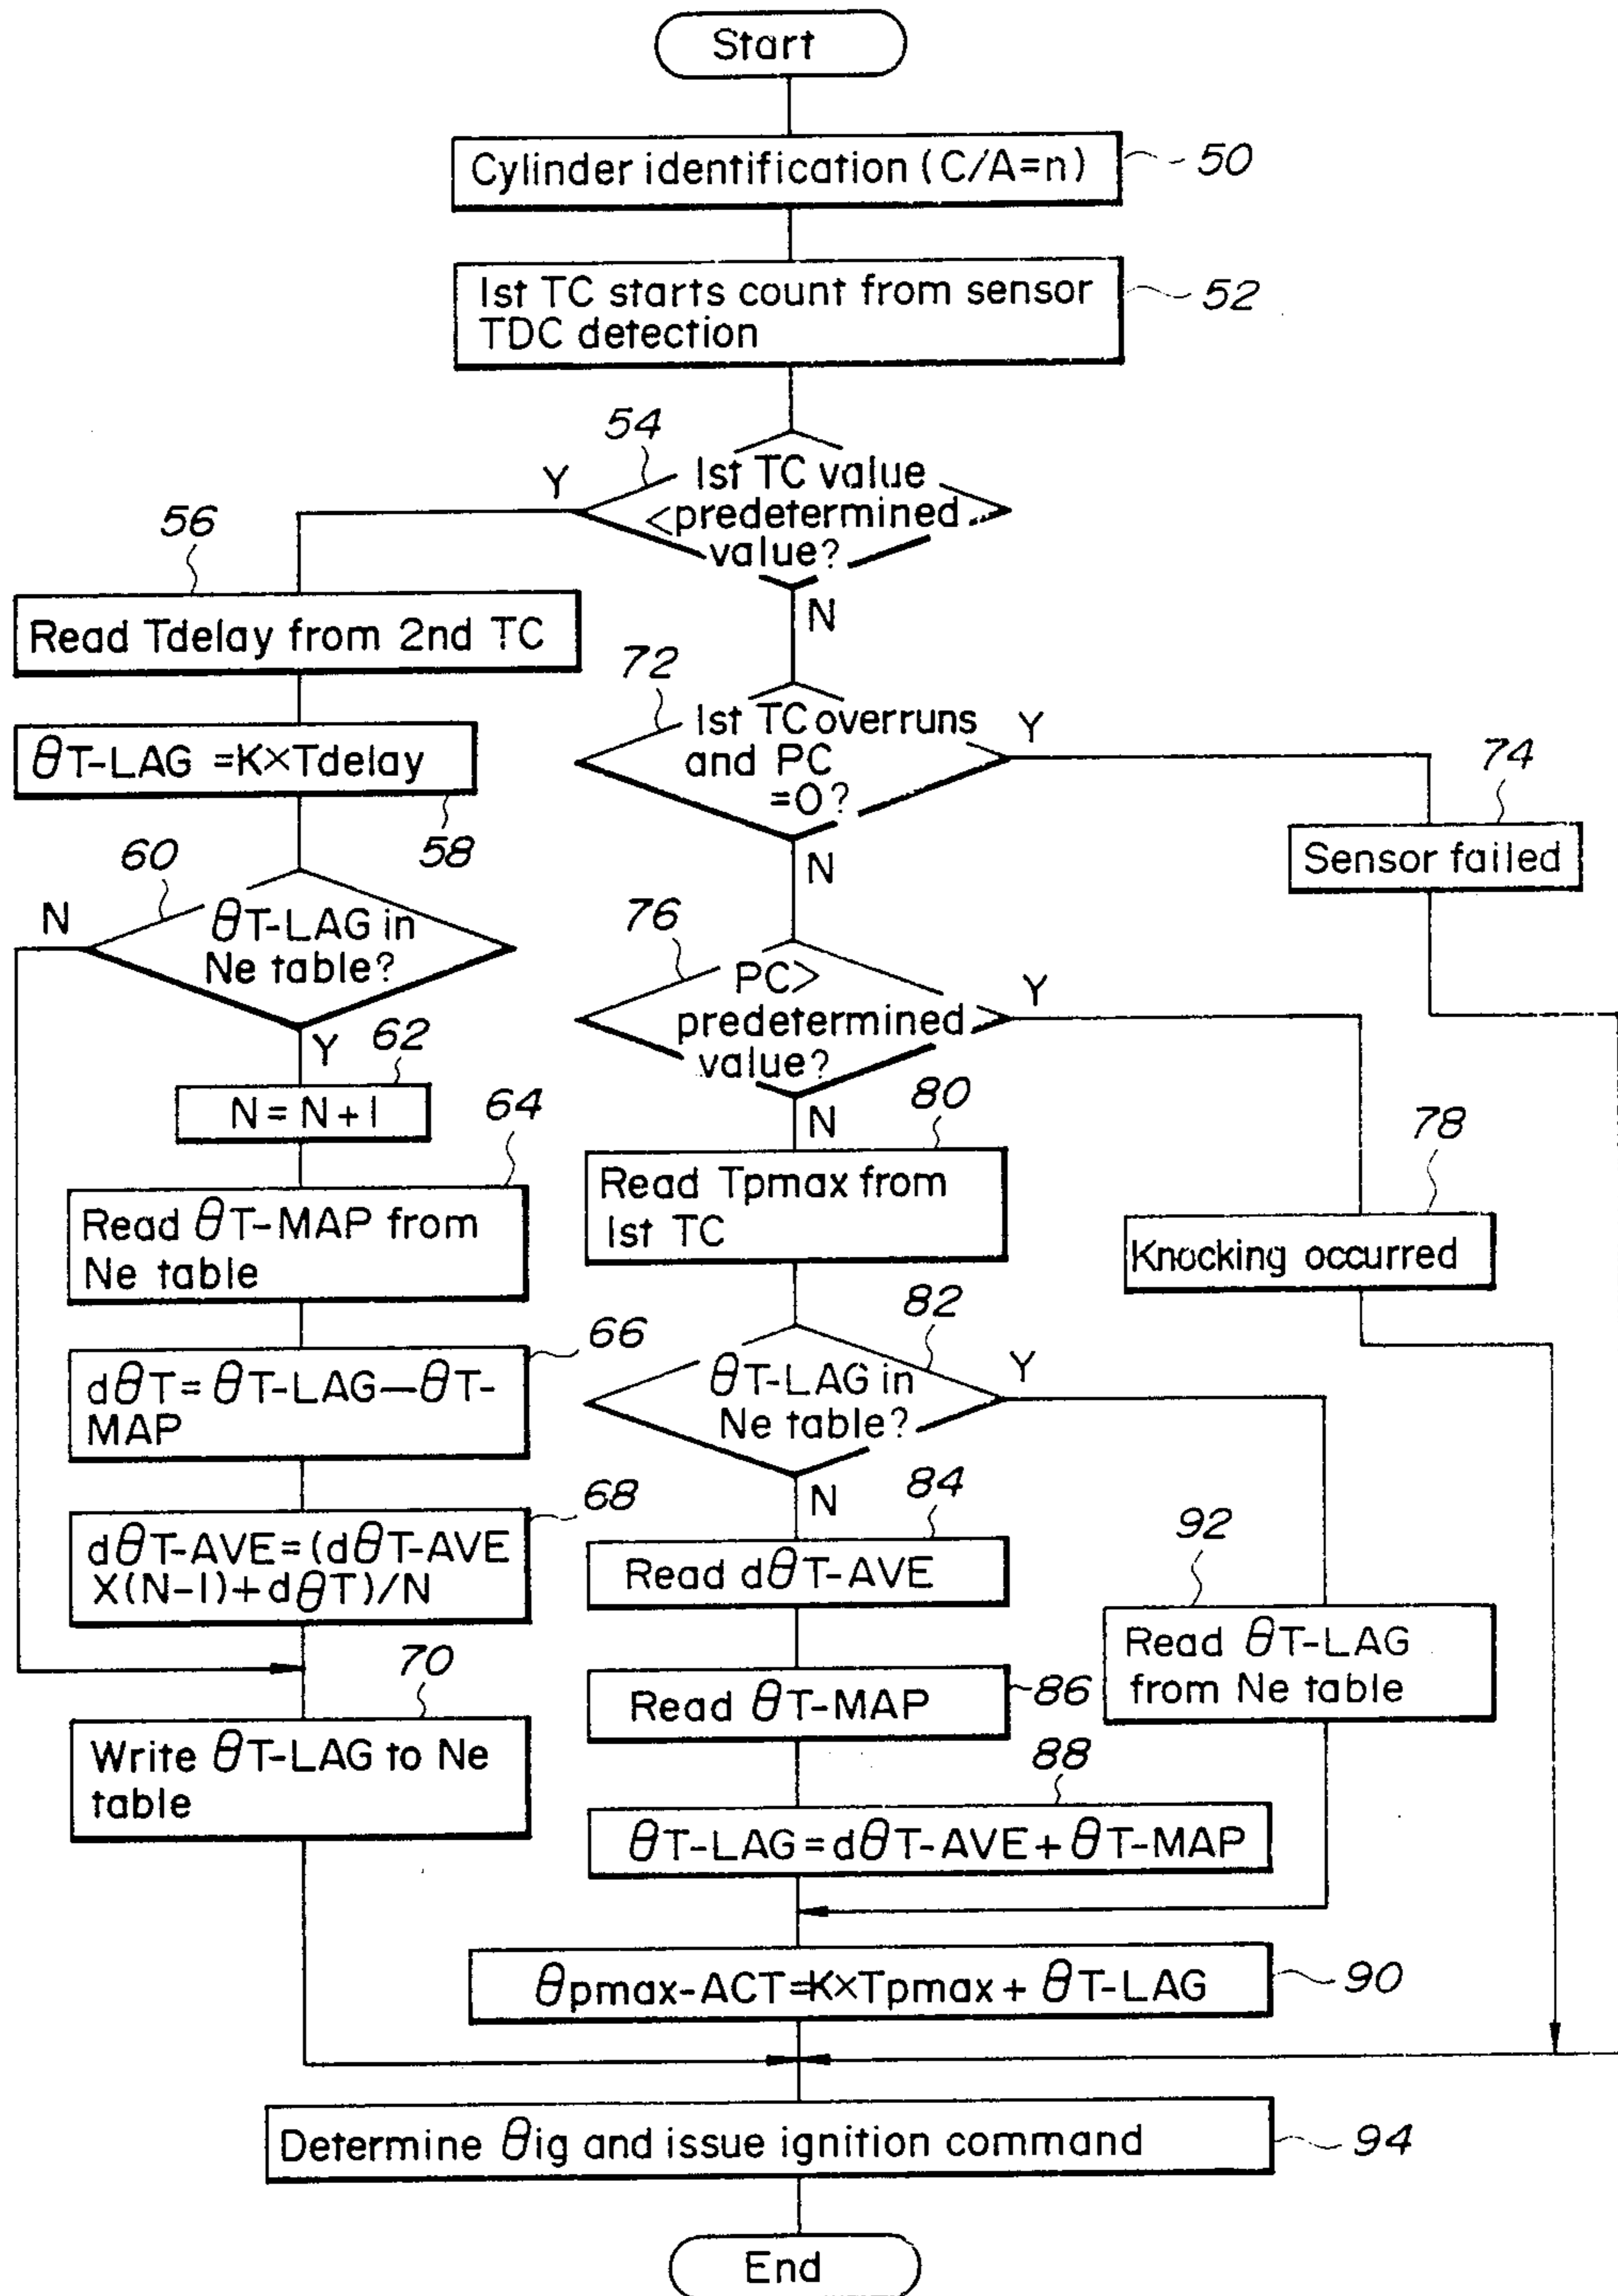 Start
Cylinder identification (C/A=n)
50
1st TC starts count from sensor
TDC detection
52
54
1st TC value
<predetermined
value?
Y
N
56
Read Tdelay from 2nd TC
θT-LAG =K×Tdelay
58
72
1st TC overruns
and PC
=0?
Y
N
74
Sensor failed
60
θT-LAG in
Ne table?
N
Y
76
PC>
predetermined
value?
Y
N
62
N = N + 1
64
Read θT-MAP from
Ne table
80
Read Tpmax from
1st TC
78
Knocking occurred
66
dθT = θT-LAG—θT-
MAP
82
θT-LAG in
Ne table?
Y
N
68
dθT-AVE=(dθT-AVE
X(N-1)+dθT)/N
84
Read dθT-AVE
92
Read θT-LAG
from Ne table
70
Write θT-LAG to Ne
table
Read θT-MAP
86
88
θT-LAG = dθT-AVE + θT-MAP
θpmax-ACT=K×Tpmax + θT-LAG
90
Determine θig and issue ignition command
94
End